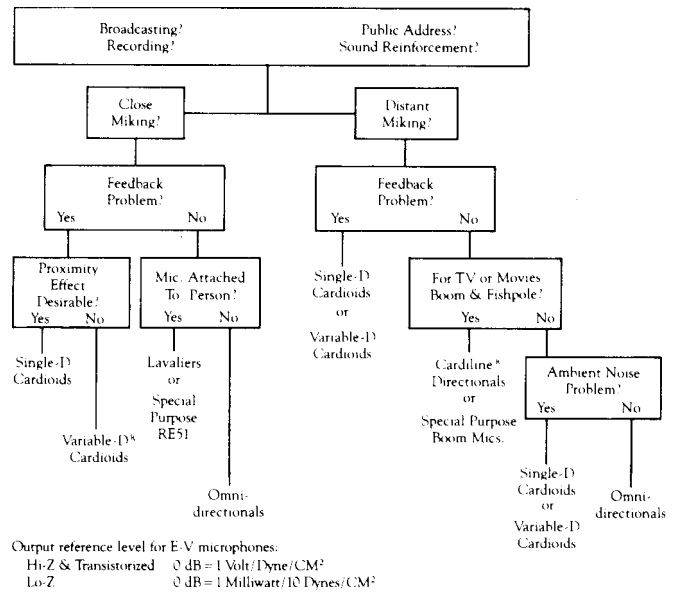 Broadcasting?
Recording?
Public Address?
Sound Reinforcement?
Close
Miking?
Distant
Miking?
Feedback
Problem?
Yes No
Feedback
Problem?
Yes No
Proximity
Effect
Desirable?
Yes No
Mic. Attached
To Person?
Yes No
Single-D
Cardioids
or
Variable-D
Cardioids
For TV or Movies
Boom & Fishpole?
Yes No
Single-D
Cardioids
Variable-D®
Cardioids
Lavaliers
or
Special
Purpose
RE51
Omni-
directionals
Cardiline®
Directionals
or
Special Purpose
Boom Mics.
Ambient Noise
Problem?
Yes No
Single-D
Cardioids
or
Variable-D
Cardioids
Omni-
directionals
Output reference level for E-V microphones:
Hi-Z & Transistorized 0 dB = 1 Volt/Dyne/CM²
Lo-Z 0 dB = 1 Milliwatt/10 Dynes/CM²